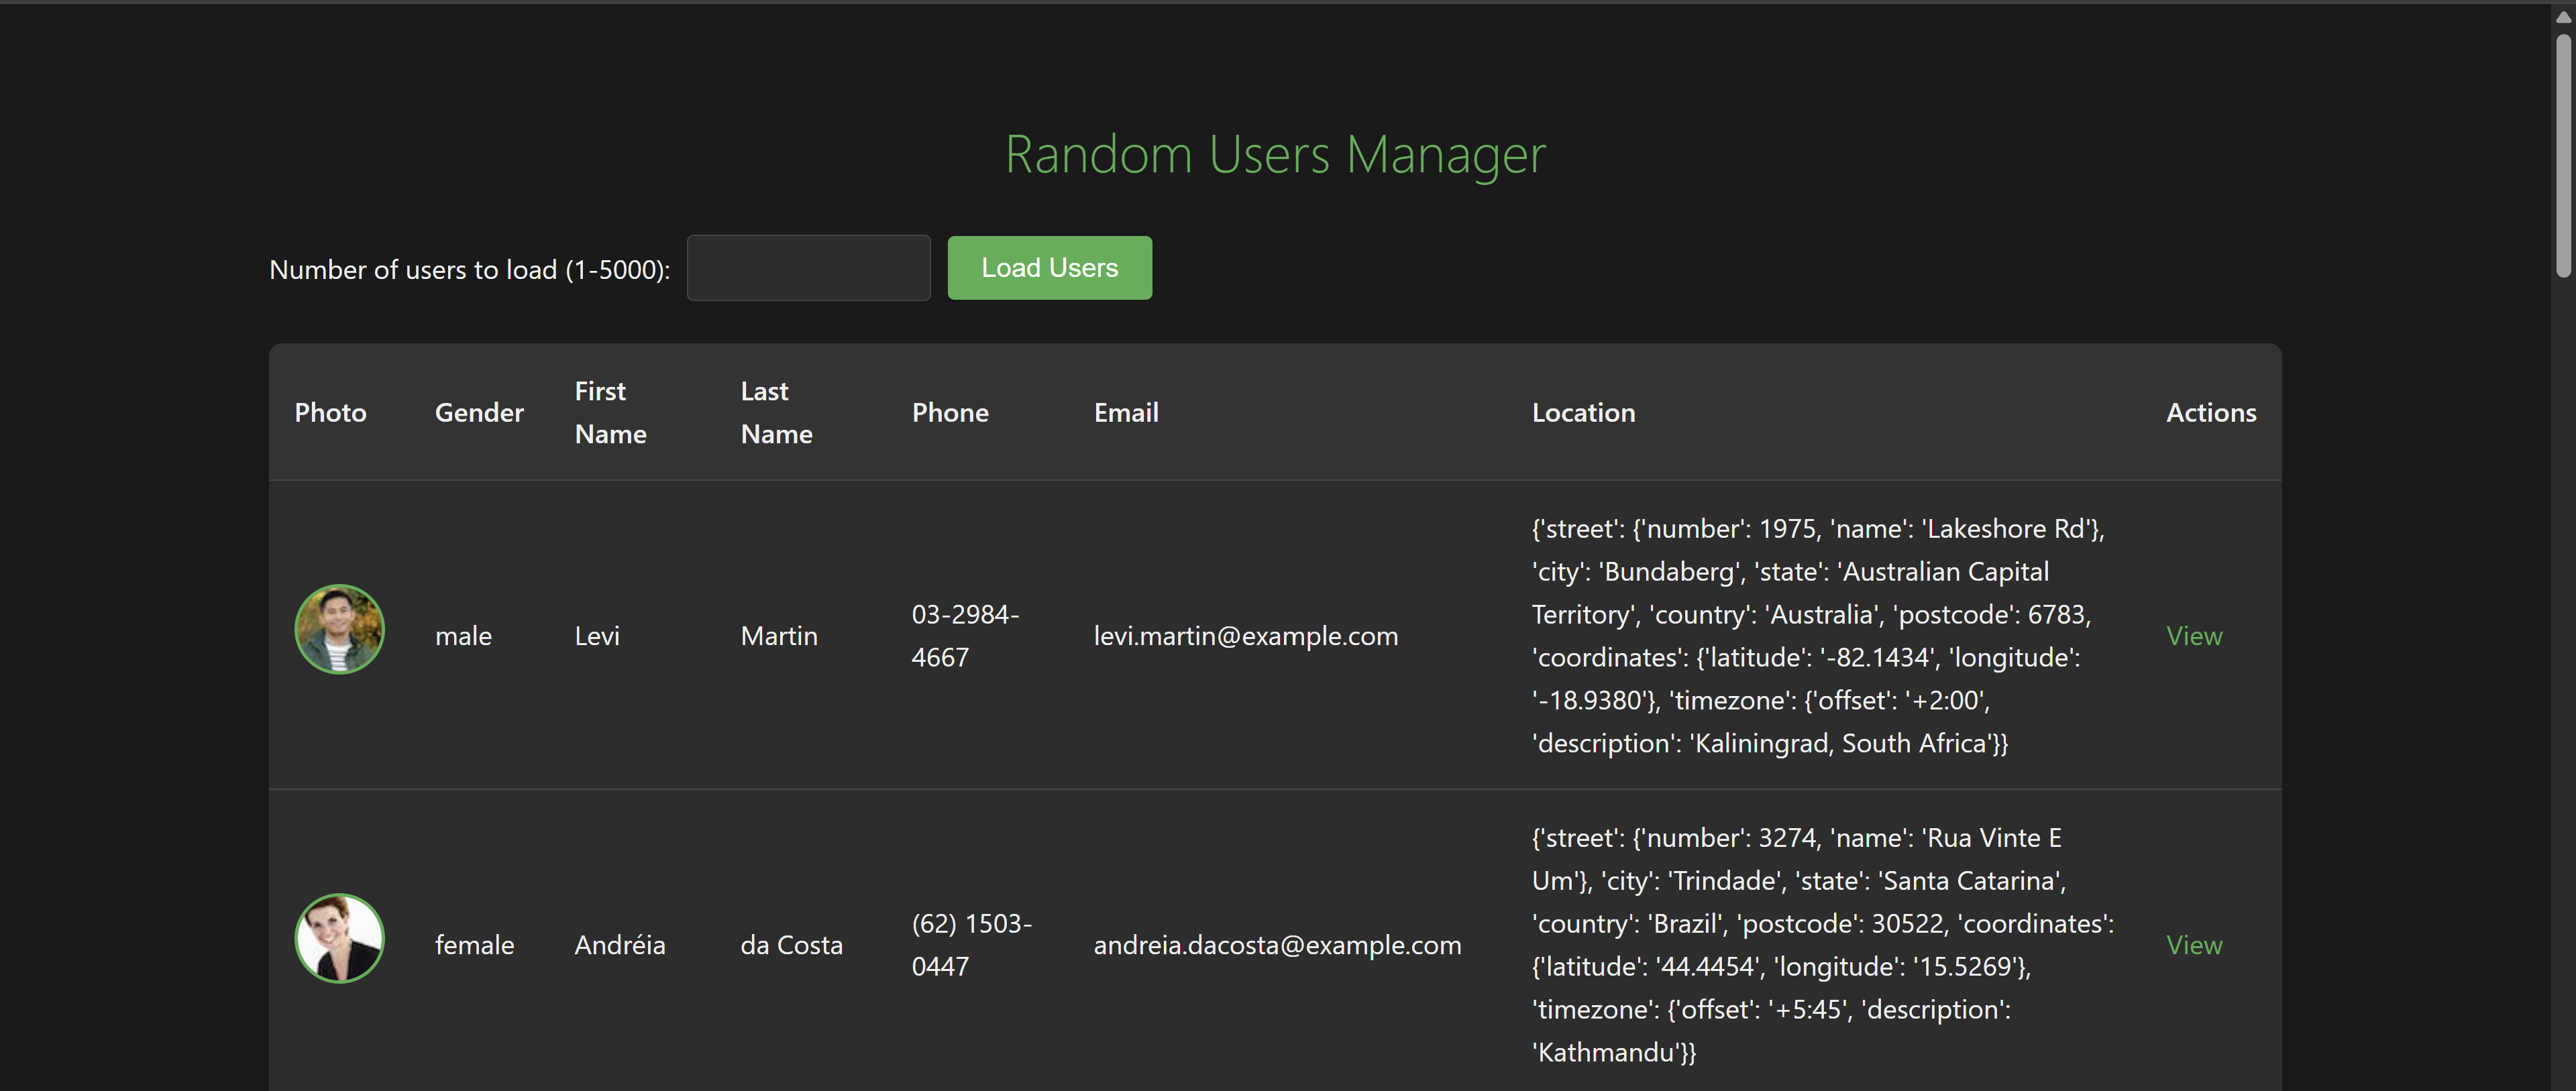 Random Users Manager
Number of users to load (1-5000):
Load Users
Photo
Gender
First
Name
Last
Name
Phone
Email
Location
Actions
male
Levi
Martin
03-2984-
4667
levi.martin@example.com
{'street': {'number': 1975, 'name': 'Lakeshore Rd'},
'city': 'Bundaberg', 'state': 'Australian Capital
Territory', 'country': 'Australia', 'postcode': 6783,
'coordinates': {'latitude': '-82.1434', 'longitude':
'-18.9380'}, 'timezone': {'offset': '+2:00',
'description': 'Kaliningrad, South Africa'}}
View
female
Andréia
da Costa
(62) 1503-
0447
andreia.dacosta@example.com
{'street': {'number': 3274, 'name': 'Rua Vinte E
Um'}, 'city': 'Trindade', 'state': 'Santa Catarina',
'country': 'Brazil', 'postcode': 30522, 'coordinates':
{'latitude': '44.4454', 'longitude': '15.5269'},
'timezone': {'offset': '+5:45', 'description':
'Kathmandu'}}
View